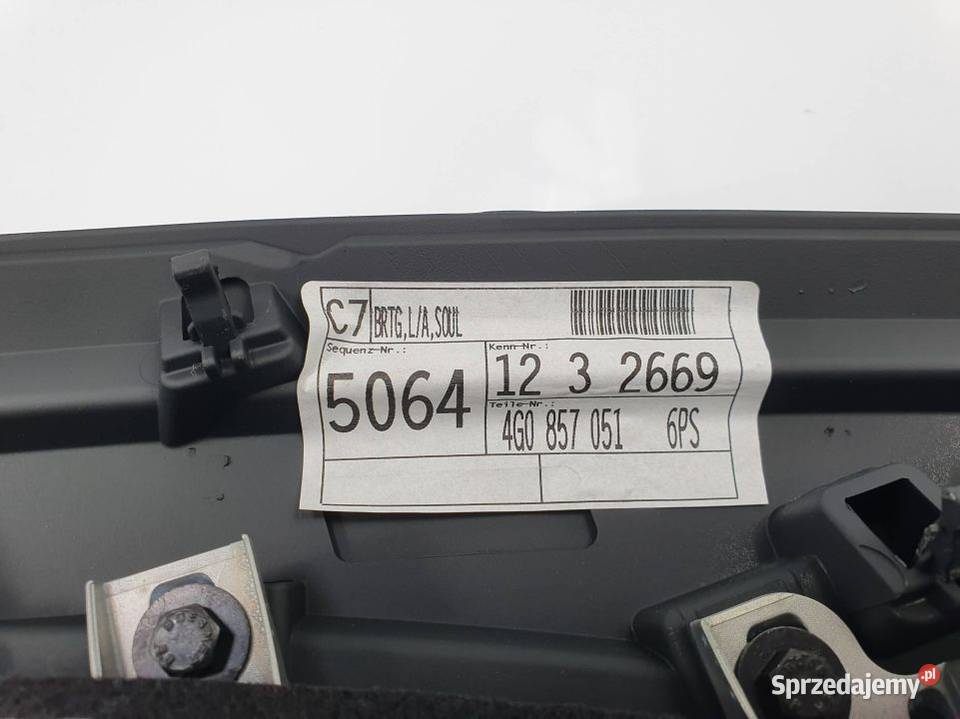 C7 BRTG,L/A,SOUL
Sequenz-Nr.: Kenn-Nr.:
5064 12 3 2669
Teile-Nr.:
4G0 857 051 6PS
Sprzedajemy.pl